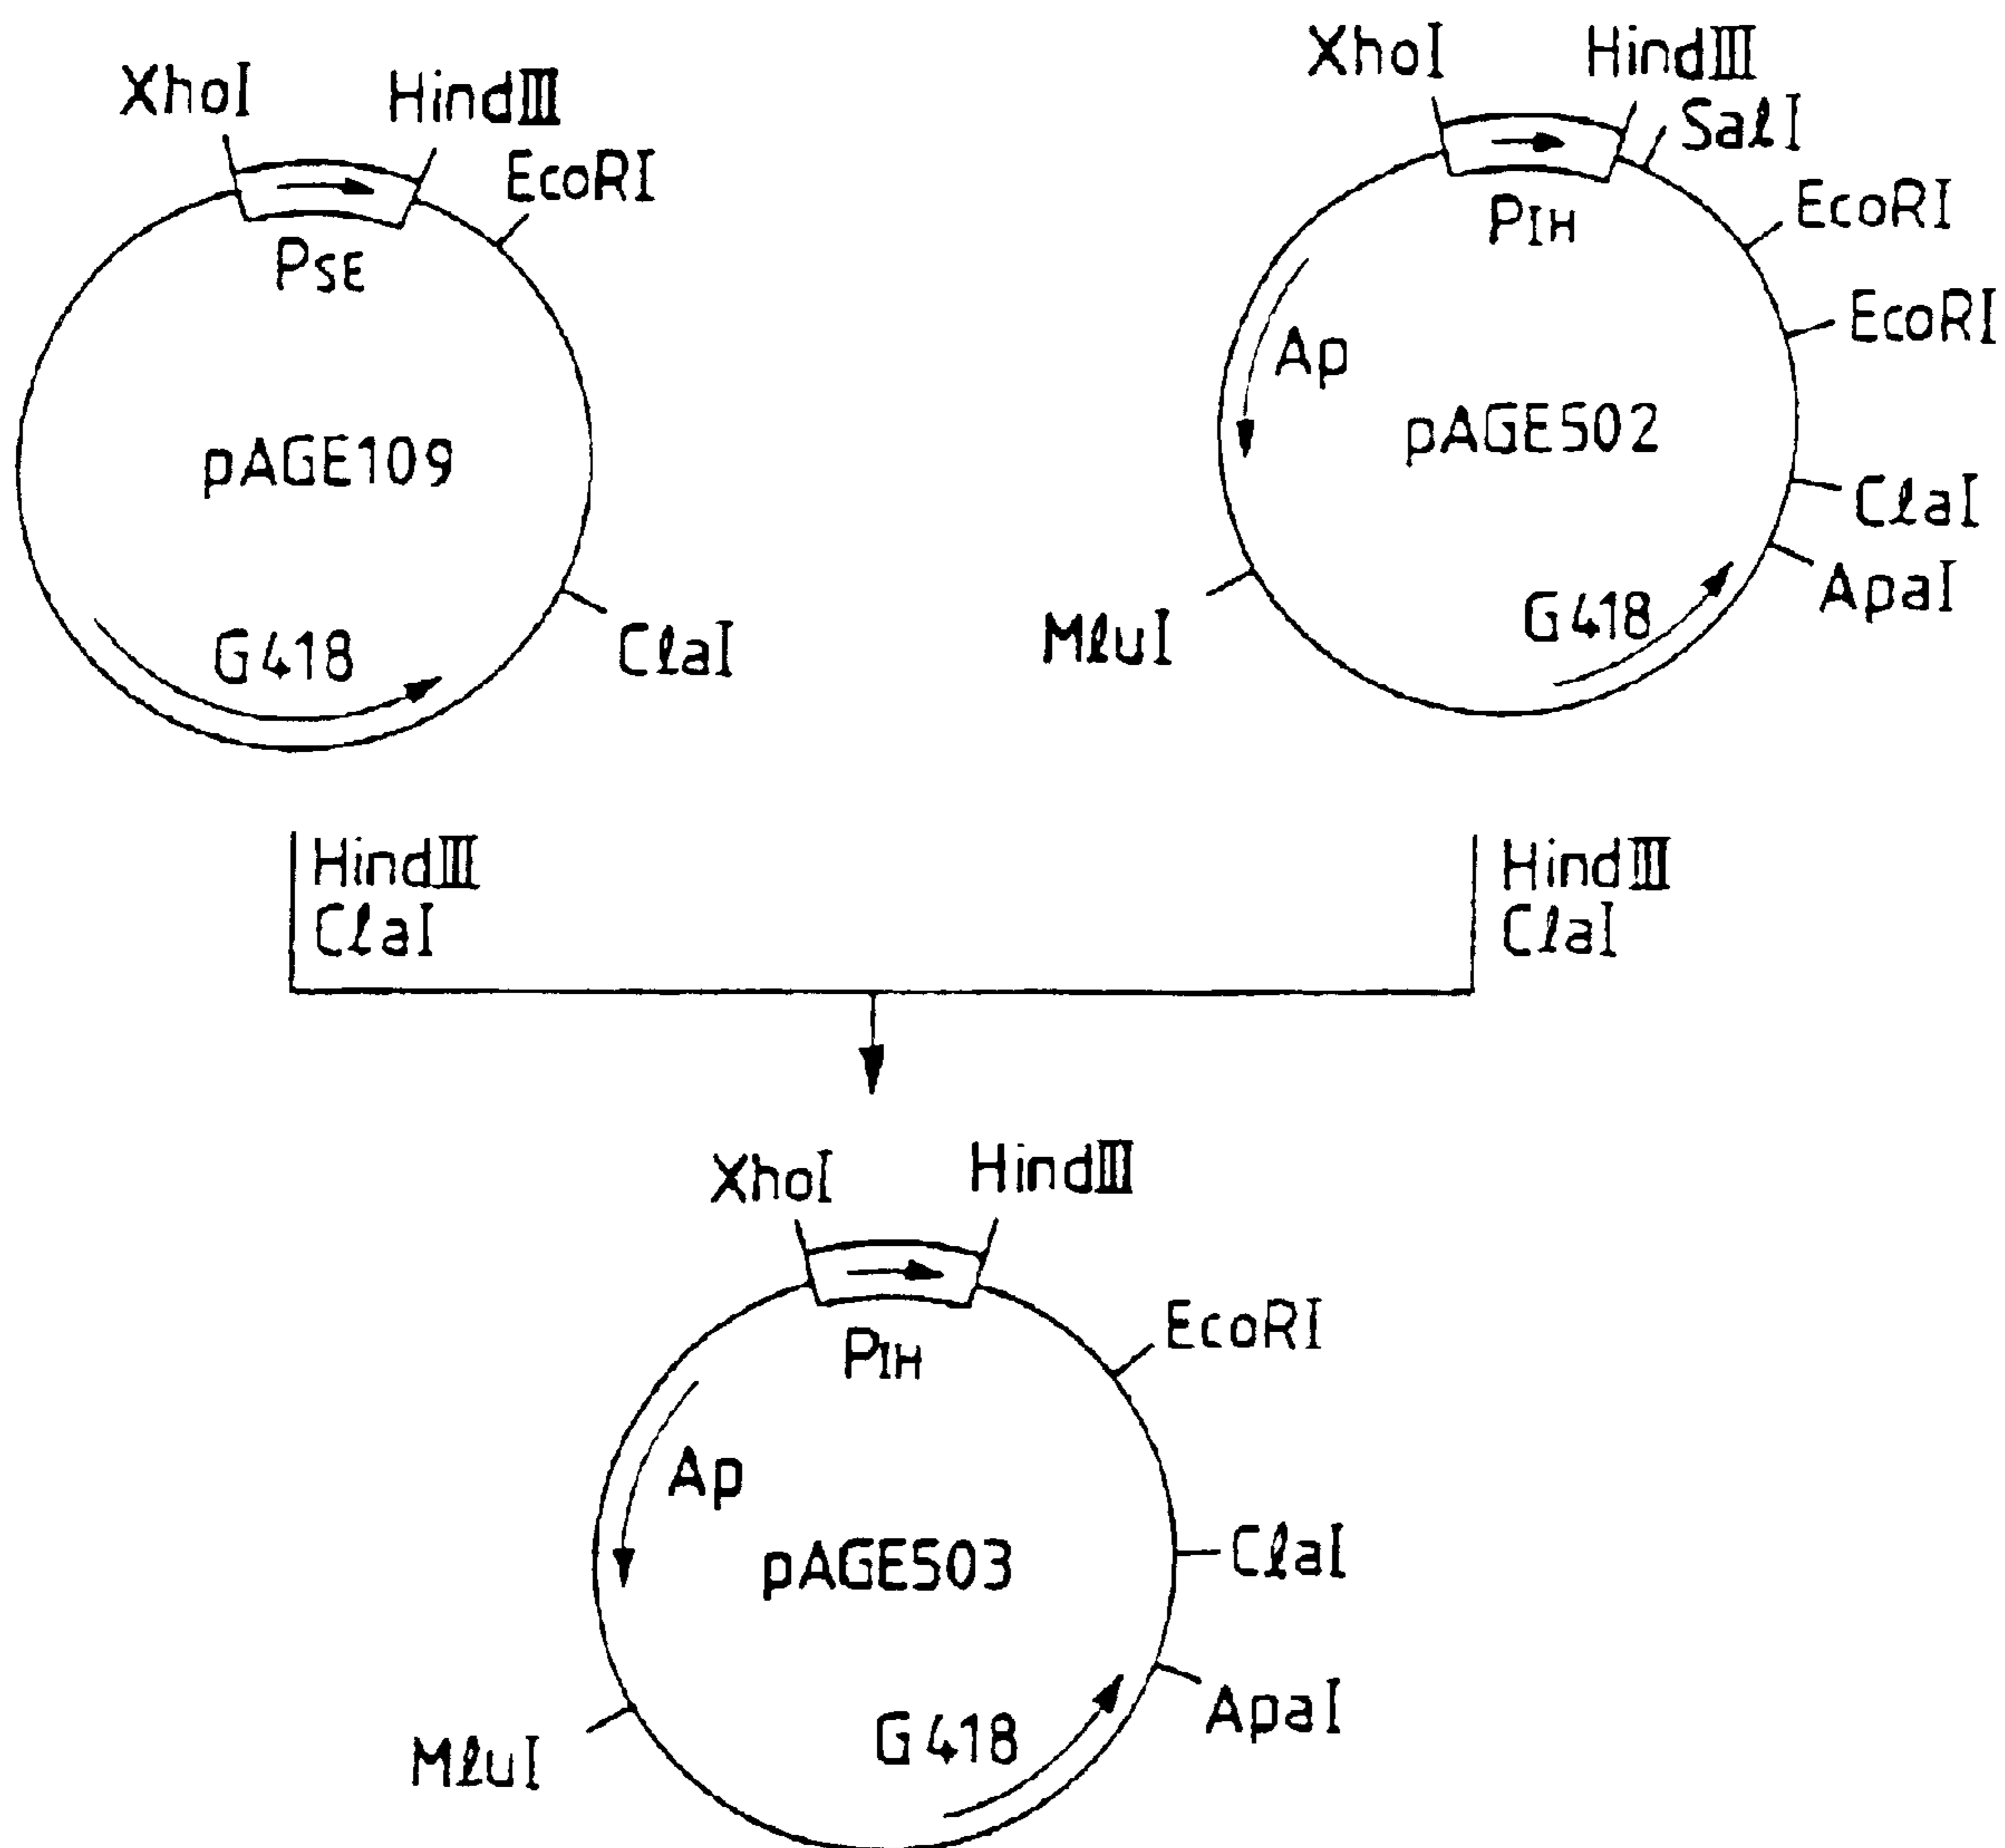 XhoI
HindIII
EcoRI
PSE
pAGE109
G418
ClaI
XhoI
HindIII
SalI
EcoRI
PIH
EcoRI
Ap
pAGE502
ClaI
ApaI
G418
MluI
HindIII
ClaI
HindIII
ClaI
XhoI
HindIII
EcoRI
PIH
Ap
pAGE503
ClaI
ApaI
G418
MluI